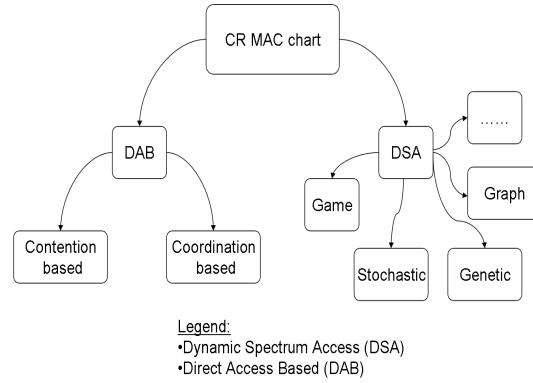 CR MAC chart
DAB
DSA
......
Game
Graph
Contention
based
Coordination
based
Stochastic
Genetic
Legend:
•Dynamic Spectrum Access (DSA)
•Direct Access Based (DAB)